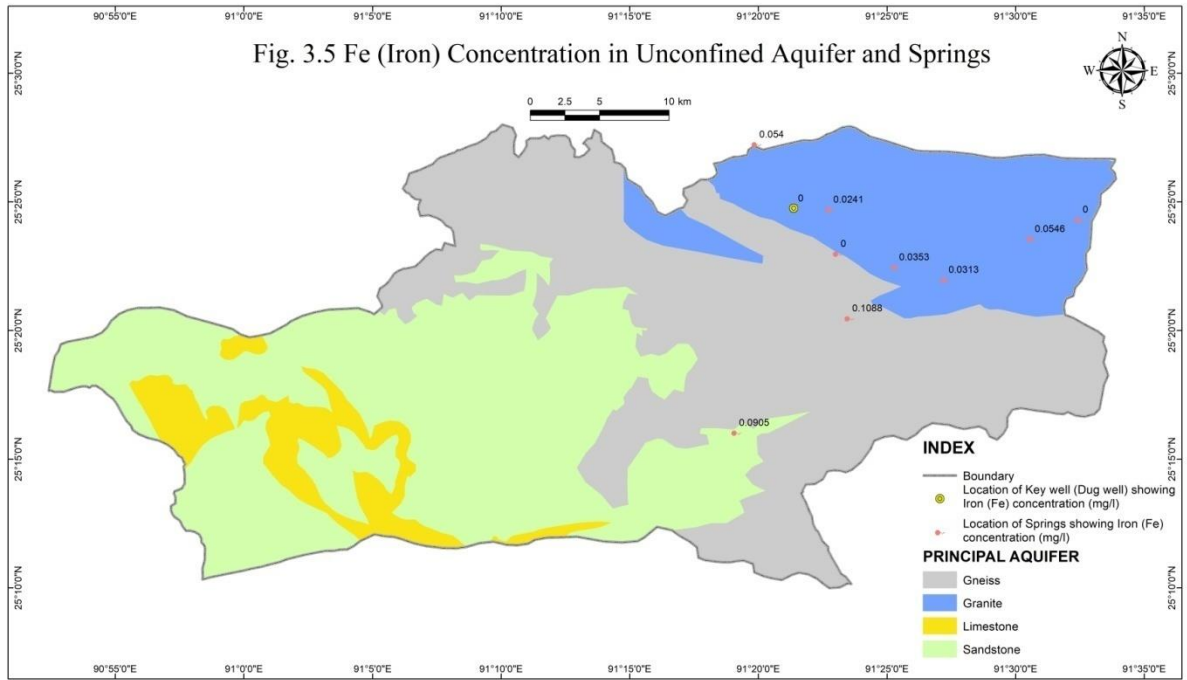 90°55'0"E 91°0'0"E 91°5'0"E 91°10'0"E 91°15'0"E 91°20'0"E 91°25'0"E 91°30'0"E 91°35'0"E
Fig. 3.5 Fe (Iron) Concentration in Unconfined Aquifer and Springs
N
W E
S
25°30'0"N 25°30'0"N
0 2.5 5 10 km
0.054
25°25'0"N 25°25'0"N
0 0.0241 0
0.0546
0
0.0353
0.0313
0.1088
25°20'0"N 25°20'0"N
0.0905
25°15'0"N 25°15'0"N
25°10'0"N 25°10'0"N
INDEX
Boundary
Location of Key well (Dug well) showing
Iron (Fe) concentration (mg/l)
Location of Springs showing Iron (Fe)
concentration (mg/l)
PRINCIPAL AQUIFER
Gneiss
Granite
Limestone
Sandstone
90°55'0"E 91°0'0"E 91°5'0"E 91°10'0"E 91°15'0"E 91°20'0"E 91°25'0"E 91°30'0"E 91°35'0"E